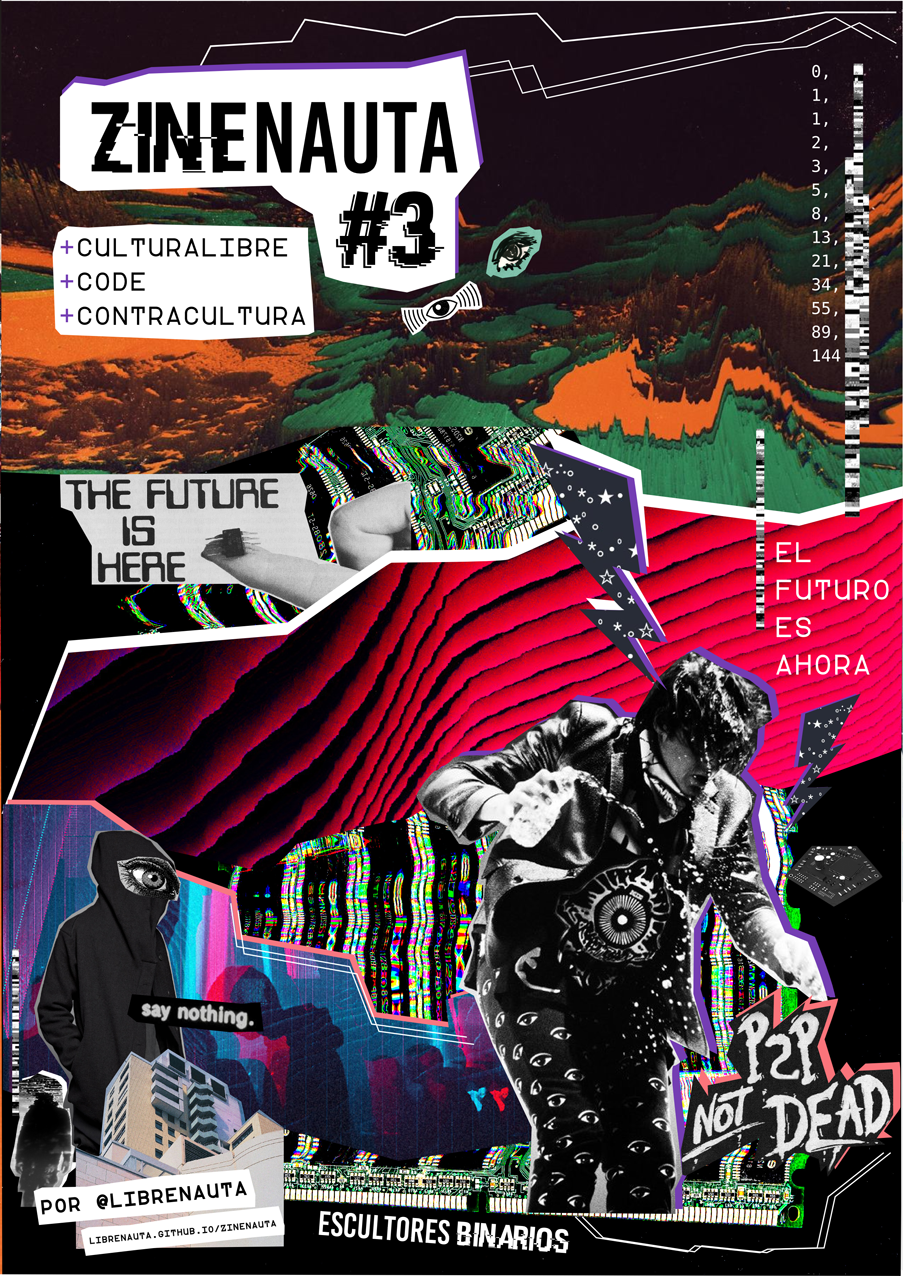 ZINENAUTA
#3
+CULTURALIBRE
+CODE
+CONTRACULTURA
0,
1,
1,
2,
3,
5,
8,
13,
21,
34,
55,
89,
144
THE FUTURE
IS
HERE
EL
FUTURO
ES
AHORA
say nothing.
P2P
NOT DEAD
POR @LIBRENAUTA
LIBRENAUTA.GITHUB.IO/ZINENAUTA
ESCULTORES BINARIOS